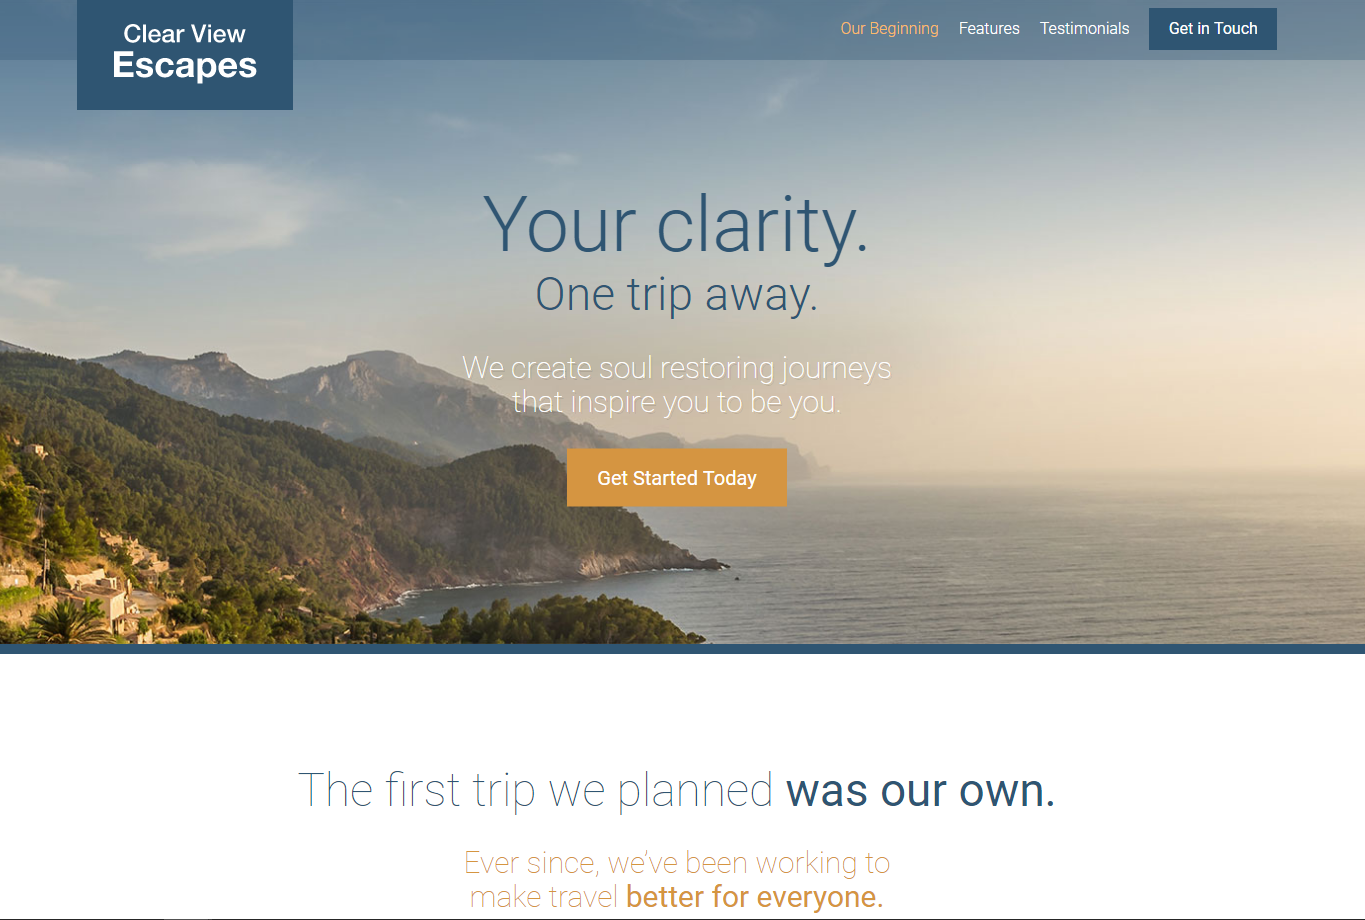 Clear View
Escapes
Our Beginning
Features
Testimonials
Get in Touch
Your clarity.
One trip away.
We create soul restoring journeys
that inspire you to be you.
Get Started Today
The first trip we planned was our own.
Ever since, we’ve been working to
make travel better for everyone.